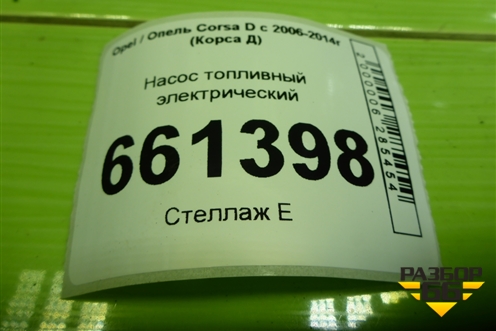 Opel / Опель Corsa D с 2006-2014г
(Корса Д)
Насос топливный
электрический
661398
Стеллаж Е
2000006285454
РАЗБОР